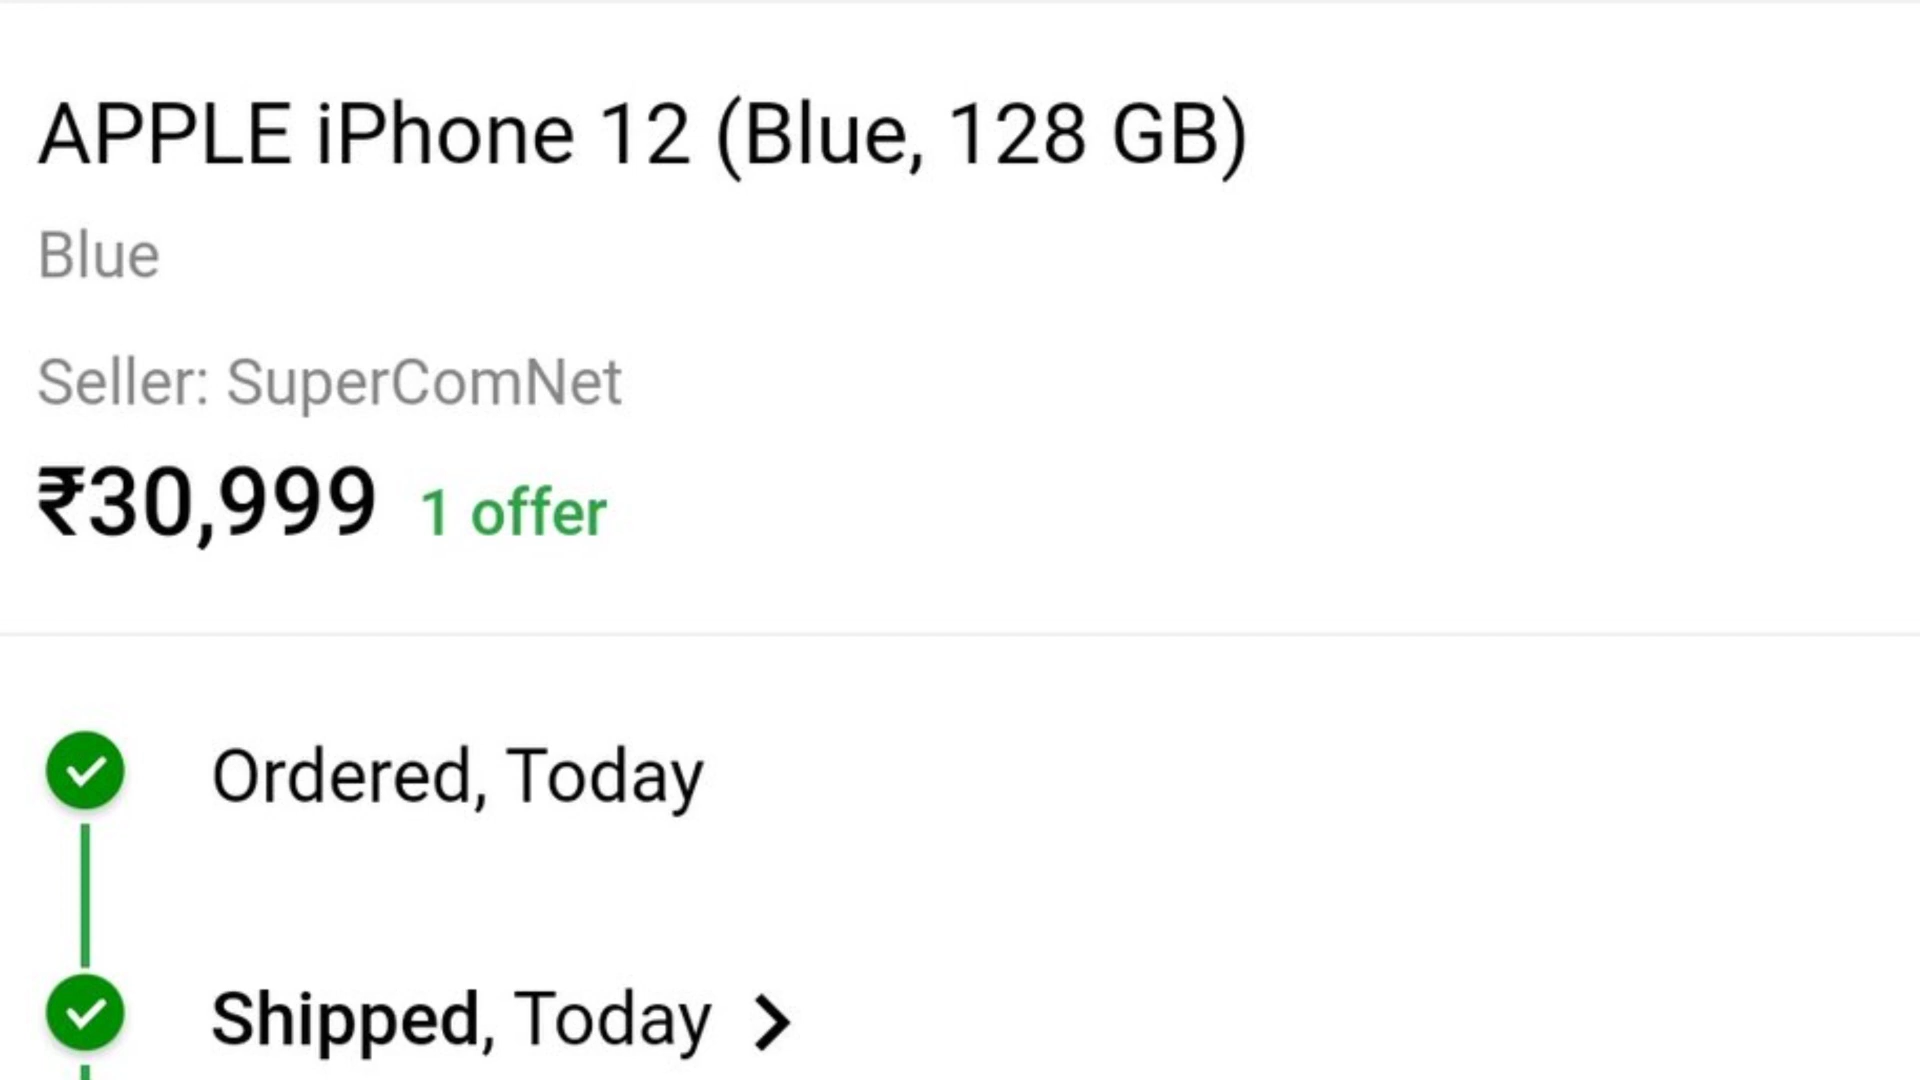 APPLE iPhone 12 (Blue, 128 GB)
Blue
Seller: SuperComNet
₹30,999 1 offer
Ordered, Today
Shipped, Today